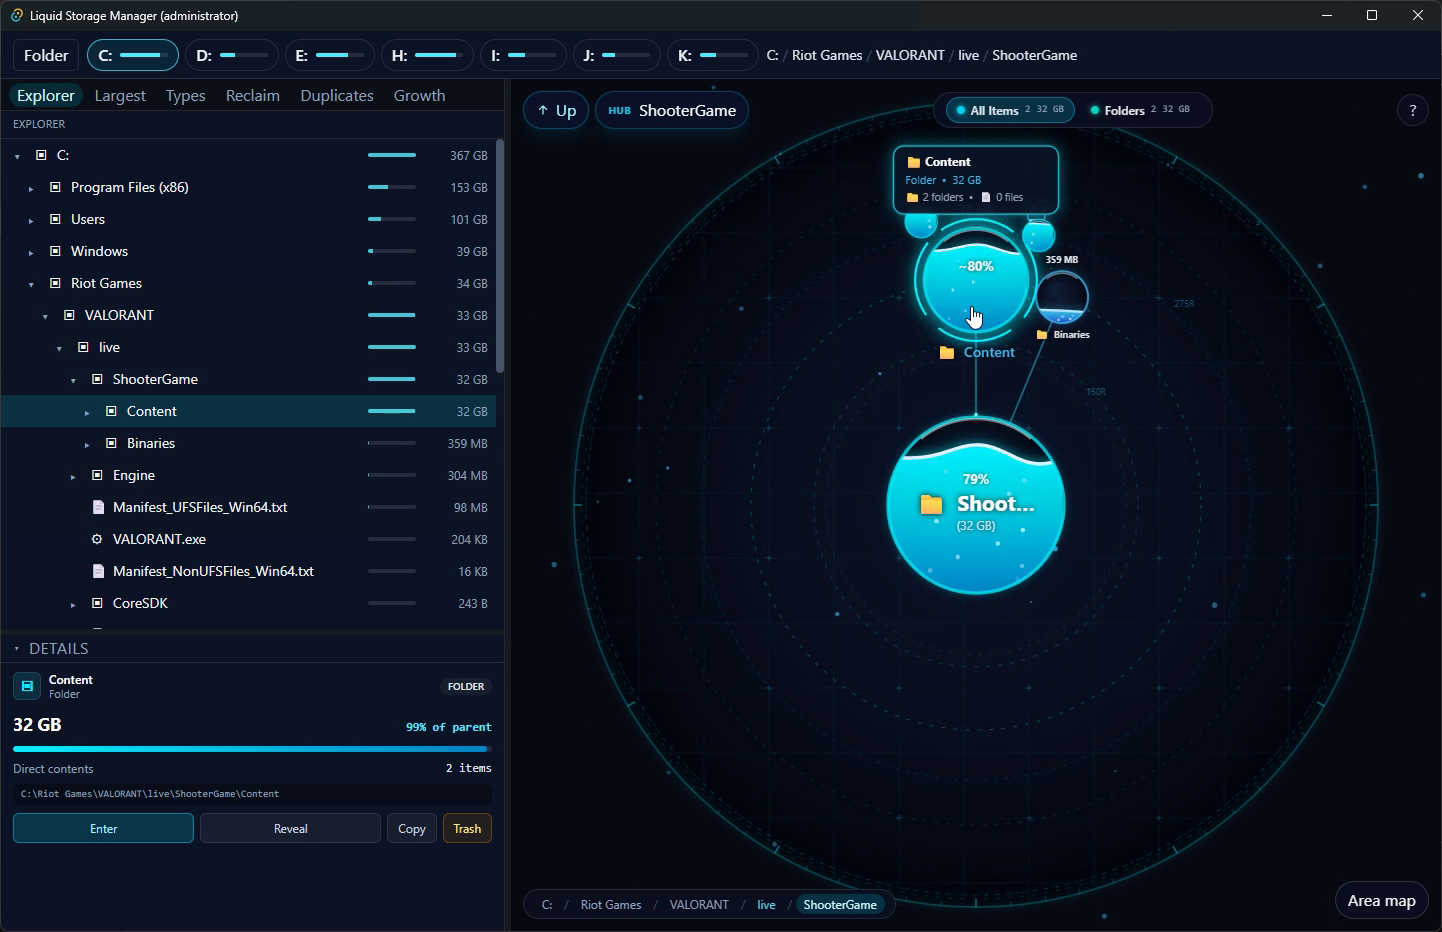 Liquid Storage Manager (administrator)
Folder
C:
D:
E:
H:
I:
J:
K:
C: / Riot Games / VALORANT / live / ShooterGame
Explorer
Largest
Types
Reclaim
Duplicates
Growth
EXPLORER
C: 367 GB
Program Files (x86) 153 GB
Users 101 GB
Windows 39 GB
Riot Games 34 GB
VALORANT 33 GB
live 33 GB
ShooterGame 32 GB
Content 32 GB
Binaries 359 MB
Engine 304 MB
Manifest_UFSFiles_Win64.txt 98 MB
VALORANT.exe 204 KB
Manifest_NonUFSFiles_Win64.txt 16 KB
CoreSDK 243 B
DETAILS
Content
Folder
FOLDER
32 GB
99% of parent
Direct contents
2 items
C:\Riot Games\VALORANT\live\ShooterGame\Content
Enter
Reveal
Copy
Trash
↑ Up
HUB ShooterGame
All Items 2 32 GB
Folders 2 32 GB
?
Content
Folder • 32 GB
2 folders • 0 files
~80%
Content
359 MB
Binaries
275R
150R
79%
Shoot...
(32 GB)
C: / Riot Games / VALORANT / live / ShooterGame
Area map